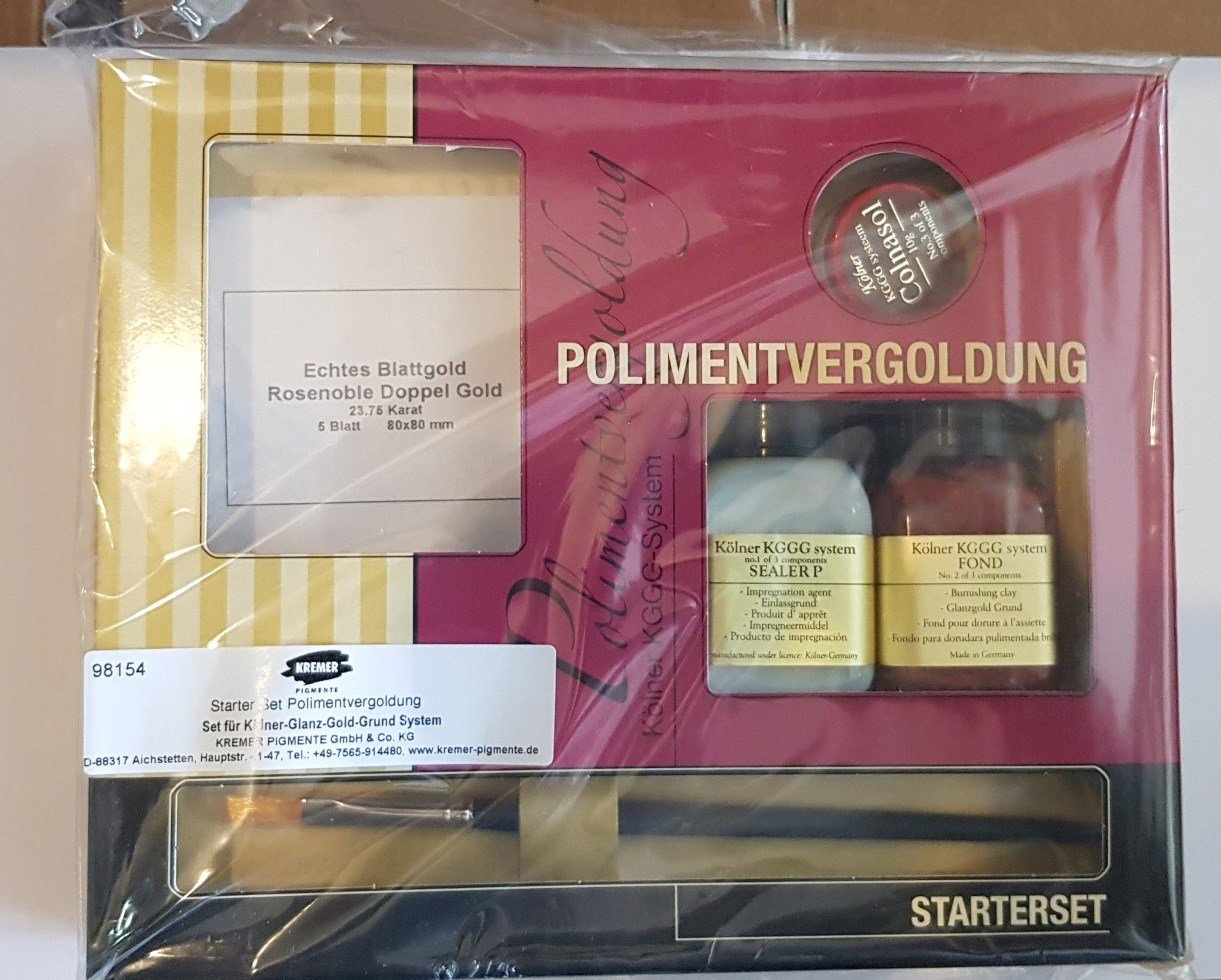 Echtes Blattgold
Rosenoble Doppel Gold
23.75 Karat
5 Blatt 80x80 mm
Polimentvergoldung
Kölner KGGG-System
Kölner
KGGG systeem
Colnasol
10g
No.3 of 3
components
POLIMENTVERGOLDUNG
Kölner KGGG system
no.1 of 3 components
SEALER P
- Impregnation agent
- Einlassgrund
- Produit d' apprêt
- Impregneermiddel
- Producto de impregnación
manufactured under licence: Kölner-Germany
Kölner KGGG system
FOND
No. 2 of 3 components
- Burnishing clay
- Glanzgold Grund
- Fond pour dorure à l'assiette
Fondo para dorudara pulimentada
Made in Germany
98154
KREMER
PIGMENTE
Starter Set Polimentvergoldung
Set für Kölner-Glanz-Gold-Grund System
KREMER PIGMENTE GmbH & Co. KG
D-88317 Aichstetten, Hauptstr. 41-47, Tel.: +49-7565-914480, www.kremer-pigmente.de
STARTERSET